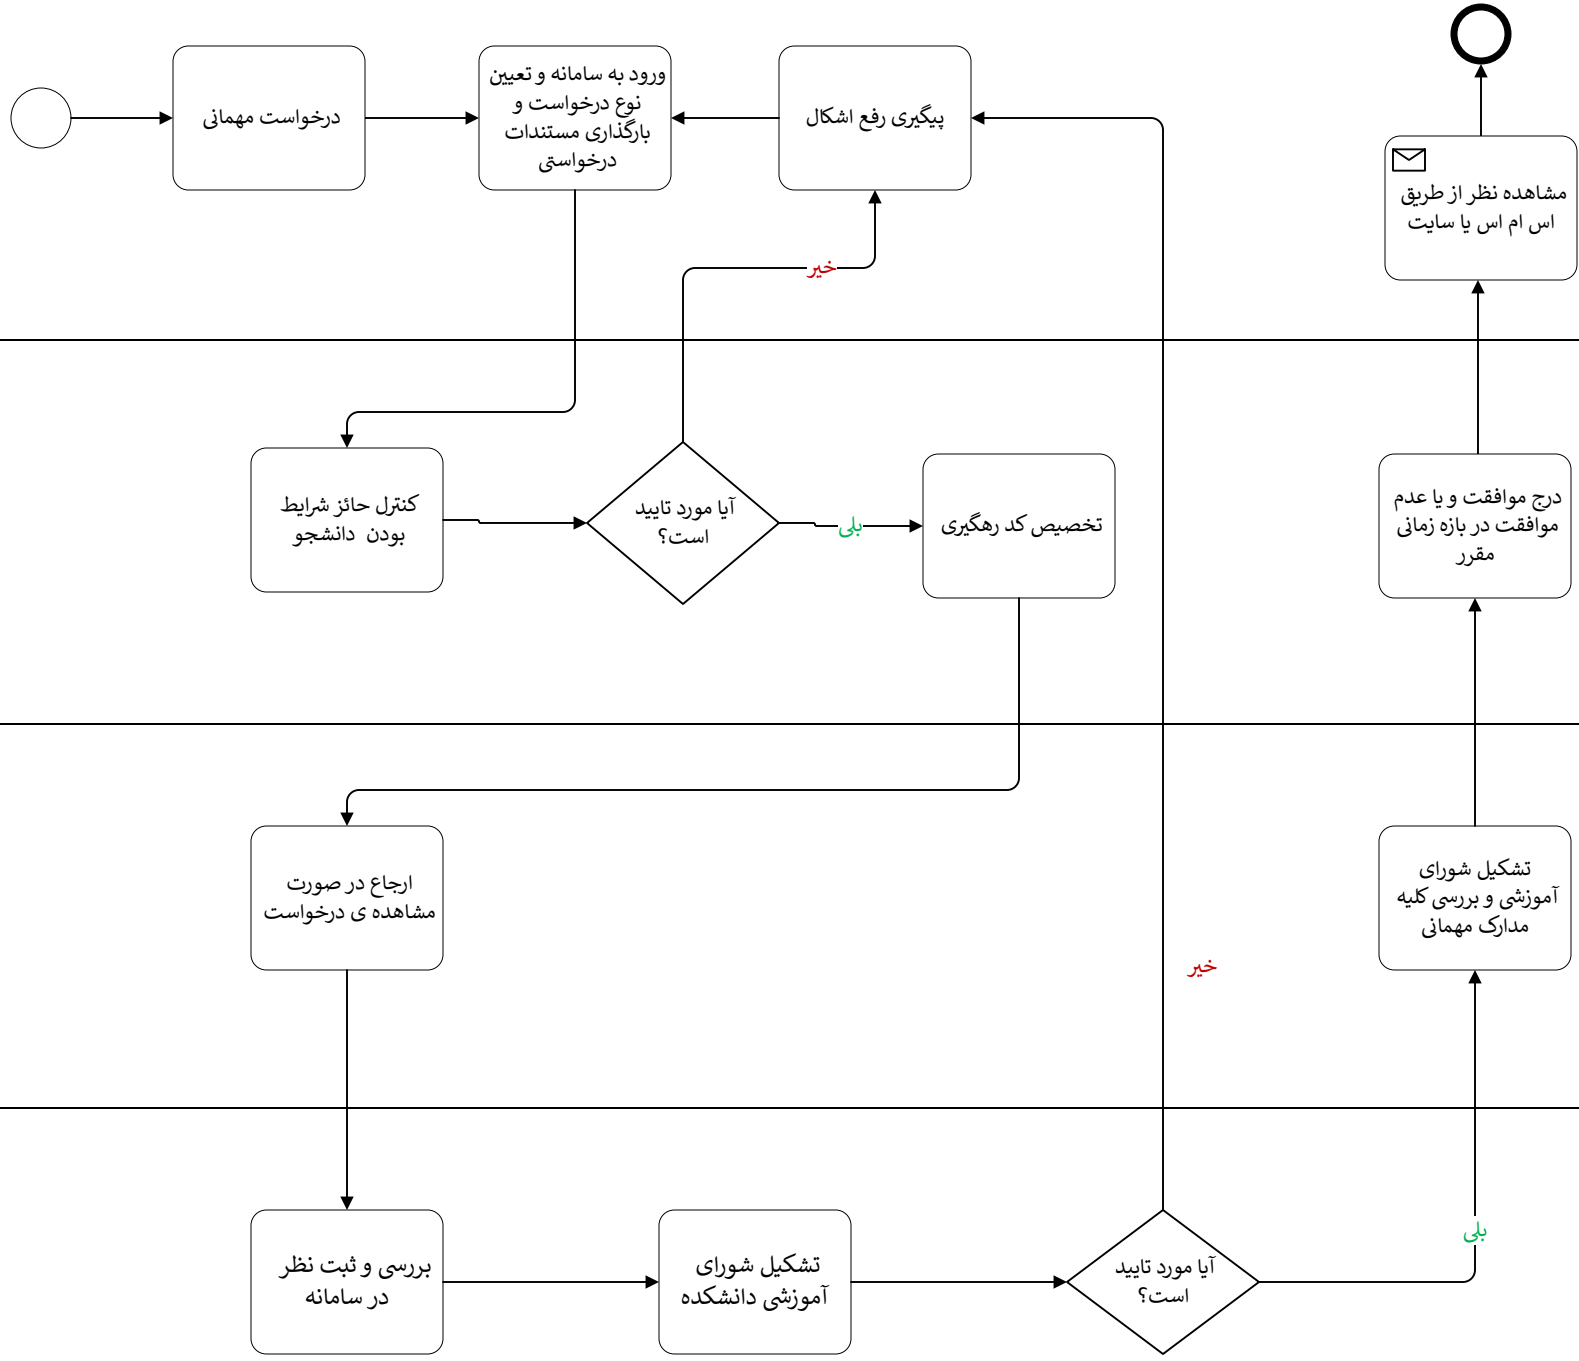 درخواست مهمانی
ورود به سامانه و تعیین
نوع درخواست و
بارگذاری مستندات
درخواستی
پیگیری رفع اشکال
مشاهده نظر از طریق
اس ام اس یا سایت
خیر
کنترل حائز شرایط
بودن دانشجو
آیا مورد تایید
است؟
بلی
تخصیص کد رهگیری
درج موافقت و یا عدم
موافقت در بازه زمانی
مقرر
ارجاع در صورت
مشاهده ی درخواست
تشکیل شورای
آموزشی و بررسی کلیه
مدارک مهمانی
خیر
بررسی و ثبت نظر
در سامانه
تشکیل شورای
آموزشی دانشکده
آیا مورد تایید
است؟
بلی